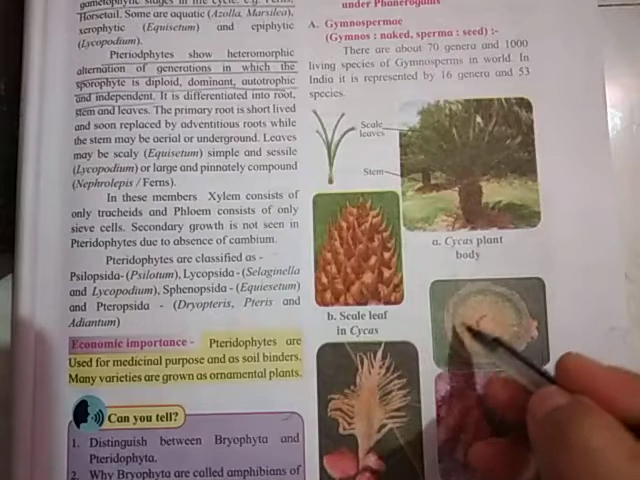 gametophytic stages in life cycle. e.g. Ferns,
Horsetail. Some are aquatic (Azolla, Marsilea),
xerophytic (Equisetum) and epiphytic
(Lycopodium).
Pteriodphytes show heteromorphic
alternation of generations in which the
sporophyte is diploid, dominant, autotrophic
and independent. It is differentiated into root,
stem and leaves. The primary root is short lived
and soon replaced by adventitious roots while
the stem may be aerial or underground. Leaves
may be scaly (Equisetum) simple and sessile
(Lycopodium) or large and pinnately compound
(Nephrolepis / Ferns).
In these members Xylem consists of
only tracheids and Phloem consists of only
sieve cells. Secondary growth is not seen in
Pteridophytes due to absence of cambium.
Pteridophytes are classified as -
Psilopsida- (Psilotum), Lycopsida - (Selaginella
and Lycopodium), Sphenopsida - (Equiesetum)
and Pteropsida - (Dryopteris, Pteris and
Adiantum)
Economic importance - Pteridophytes are
Used for medicinal purpose and as soil binders.
Many varieties are grown as ornamental plants.
Can you tell?
1. Distinguish between Bryophyta and
Pteridophyta.
2. Why Bryophyta are called amphibians of
under Phanerogams
A. Gymnospermae
(Gymnos : naked, sperma : seed) :-
There are about 70 genera and 1000
living species of Gymnosperms in world. In
India it is represented by 16 genera and 53
species.
Scale
leaves
Stem
a. Cycas plant
body
b. Scale leaf
in Cycas